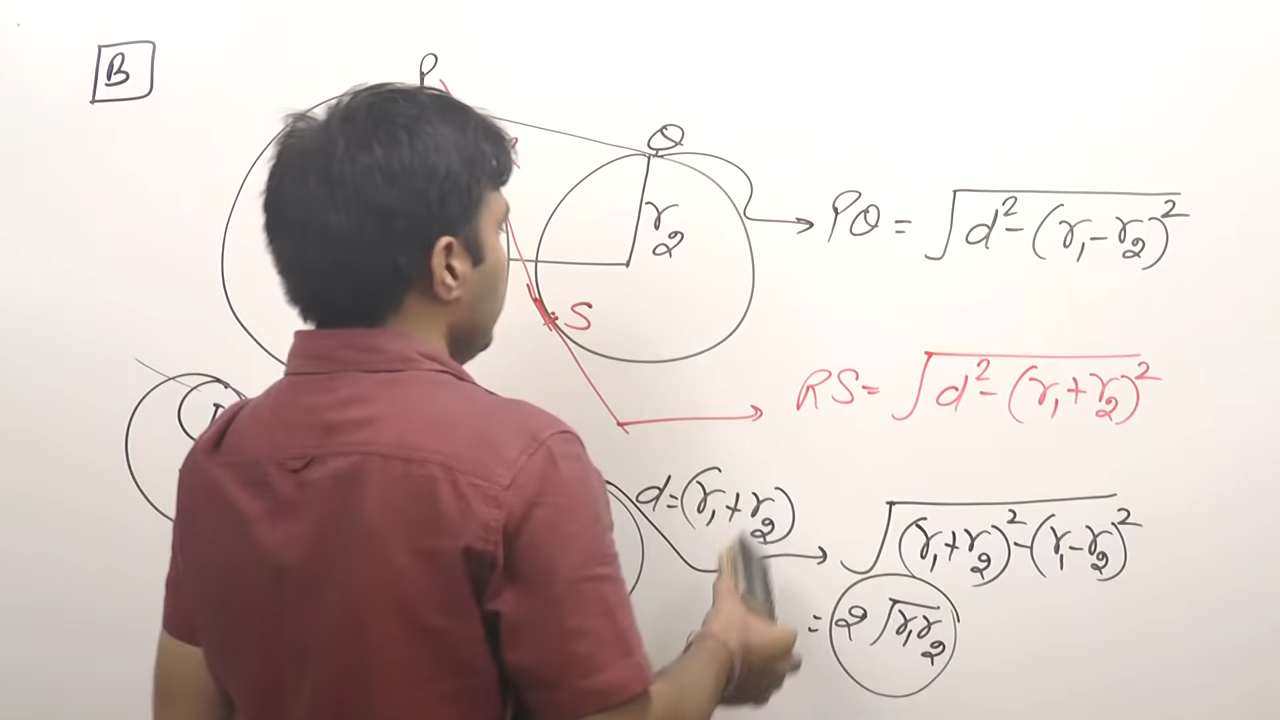 B
P
Q
r₂
PQ = √d² - (r₁ - r₂)²
S
RS = √d² - (r₁ + r₂)²
d = (r₁ + r₂)
√(r₁ + r₂)² - (r₁ - r₂)²
= 2√r₁r₂